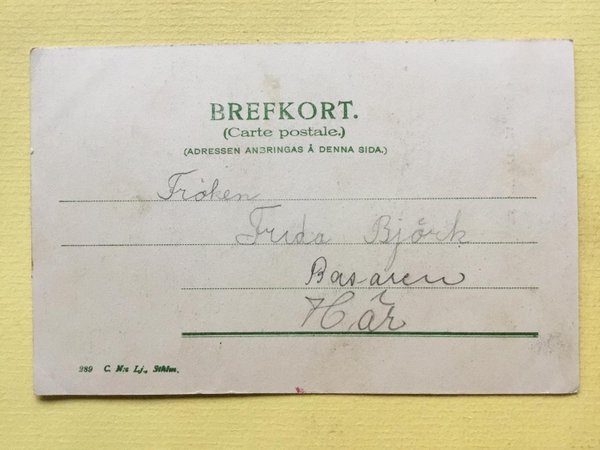 BREFKORT.
(Carte postale.)
(ADRESSEN ANBRINGAS Å DENNA SIDA.)
Fröken
Frida Björk
Basaren
Här
289 C. N:s Lj., Sthlm.